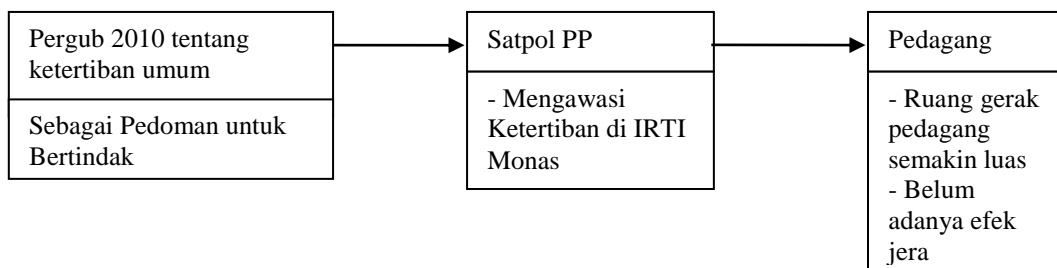 Pergub 2010 tentang
ketertiban umum
Sebagai Pedoman untuk
Bertindak
Satpol PP
- Mengawasi
Ketertiban di IRTI
Monas
Pedagang
- Ruang gerak
pedagang
semakin luas
- Belum
adanya efek
jera